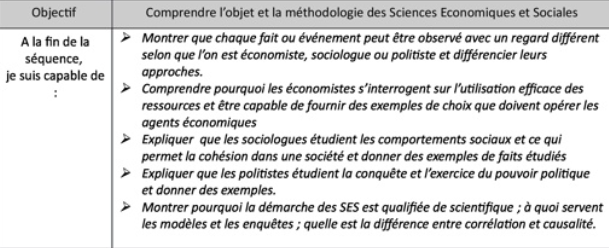 Objectif
Comprendre l'objet et la méthodologie des Sciences Economiques et Sociales
A la fin de la
séquence,
je suis capable de
:
➢ Montrer que chaque fait ou événement peut être observé avec un regard différent
selon que l'on est économiste, sociologue ou politiste et différencier leurs
approches.
➢ Comprendre pourquoi les économistes s'interrogent sur l'utilisation efficace des
ressources et être capable de fournir des exemples de choix que doivent opérer les
agents économiques
➢ Expliquer que les sociologues étudient les comportements sociaux et ce qui
permet la cohésion dans une société et donner des exemples de faits étudiés
➢ Expliquer que les politistes étudient la conquête et l'exercice du pouvoir politique
et donner des exemples.
➢ Montrer pourquoi la démarche des SES est qualifiée de scientifique ; à quoi servent
les modèles et les enquêtes ; quelle est la différence entre corrélation et causalité.